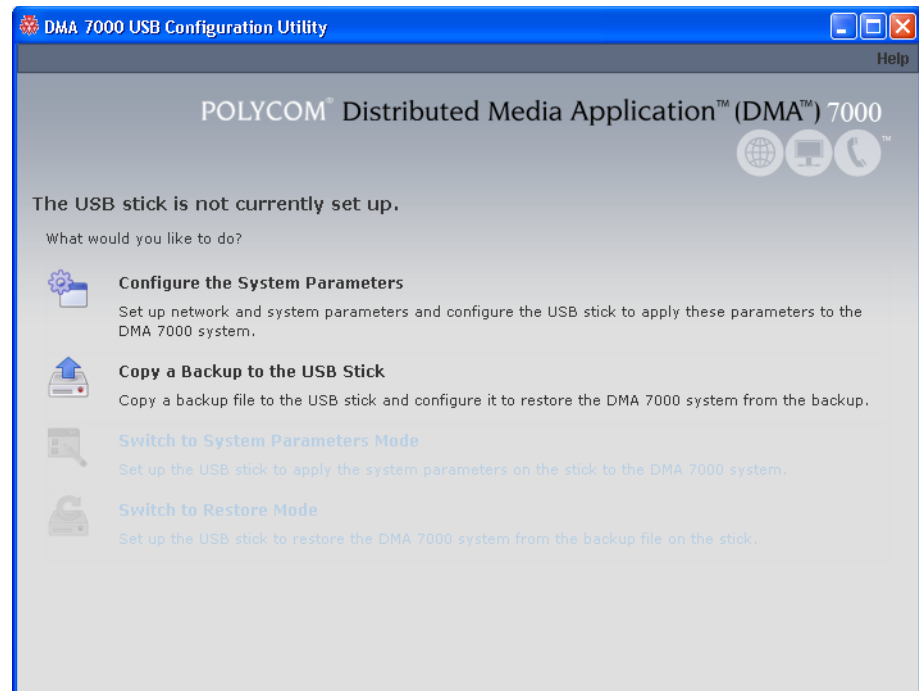 DMA 7000 USB Configuration Utility
Help
POLYCOM® Distributed Media Application™ (DMA™) 7000
™
The USB stick is not currently set up.
What would you like to do?
Configure the System Parameters
Set up network and system parameters and configure the USB stick to apply these parameters to the
DMA 7000 system.
Copy a Backup to the USB Stick
Copy a backup file to the USB stick and configure it to restore the DMA 7000 system from the backup.
Switch to System Parameters Mode
Set up the USB stick to apply the system parameters on the stick to the DMA 7000 system.
Switch to Restore Mode
Set up the USB stick to restore the DMA 7000 system from the backup file on the stick.